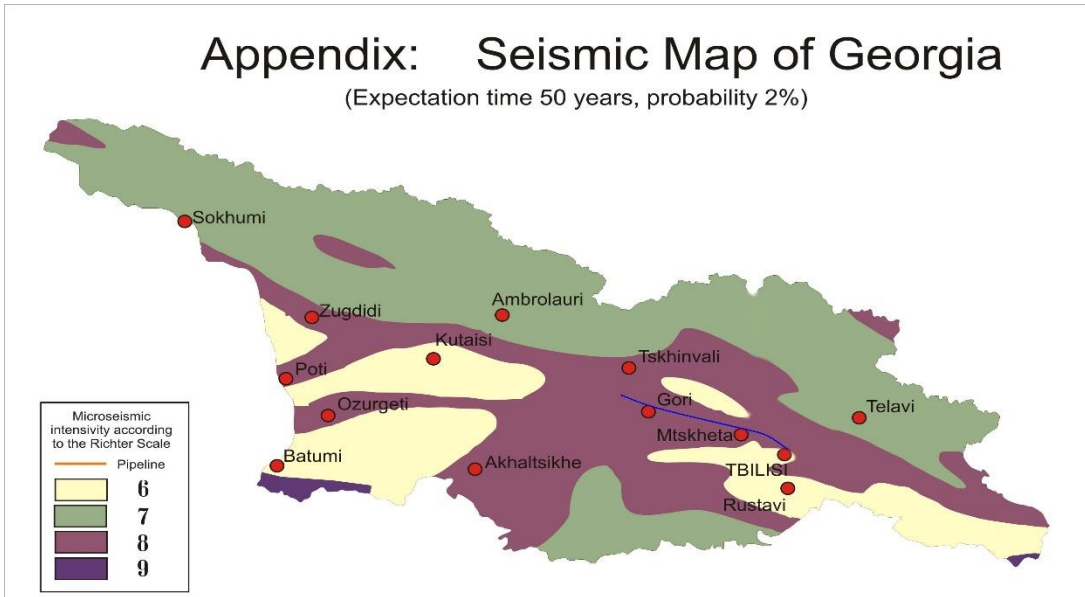 Appendix: Seismic Map of Georgia
(Expectation time 50 years, probability 2%)
Sokhumi
Zugdidi
Ambrolauri
Kutaisi
Tskhinvali
Poti
Gori
Ozurgeti
Telavi
Mtskheta
Batumi
Akhaltsikhe
TBILISI
Rustavi
Microseismic
intensivity according
to the Richter Scale
Pipeline
6
7
8
9